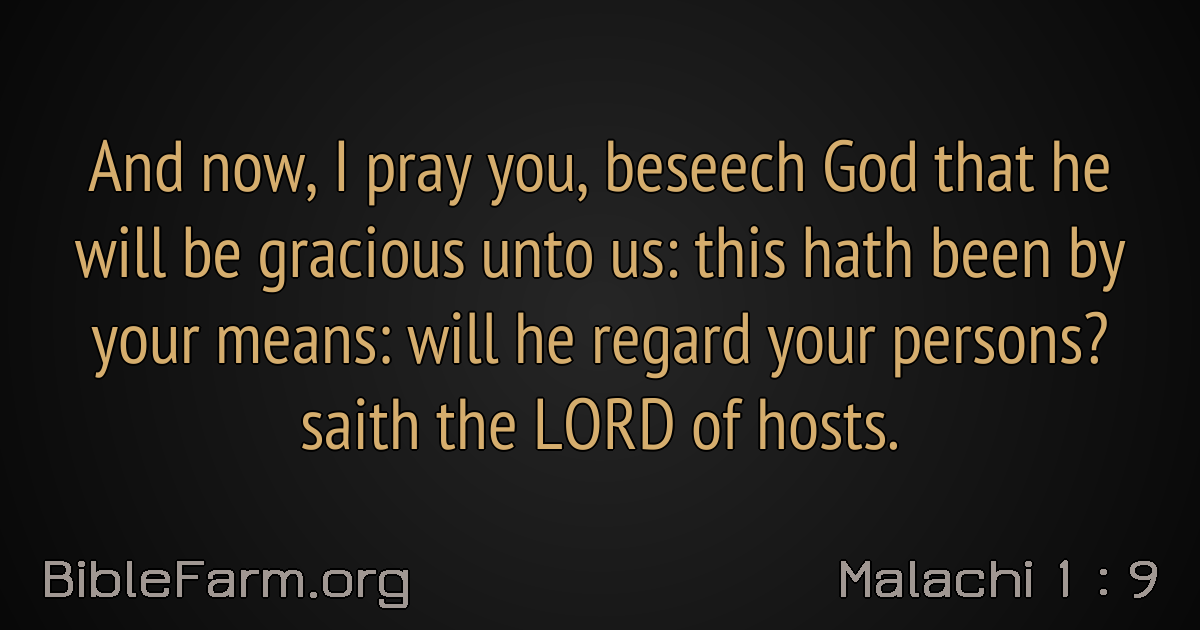 And now, I pray you, beseech God that he
will be gracious unto us: this hath been by
your means: will he regard your persons?
saith the LORD of hosts.
BibleFarm.org
Malachi 1 : 9